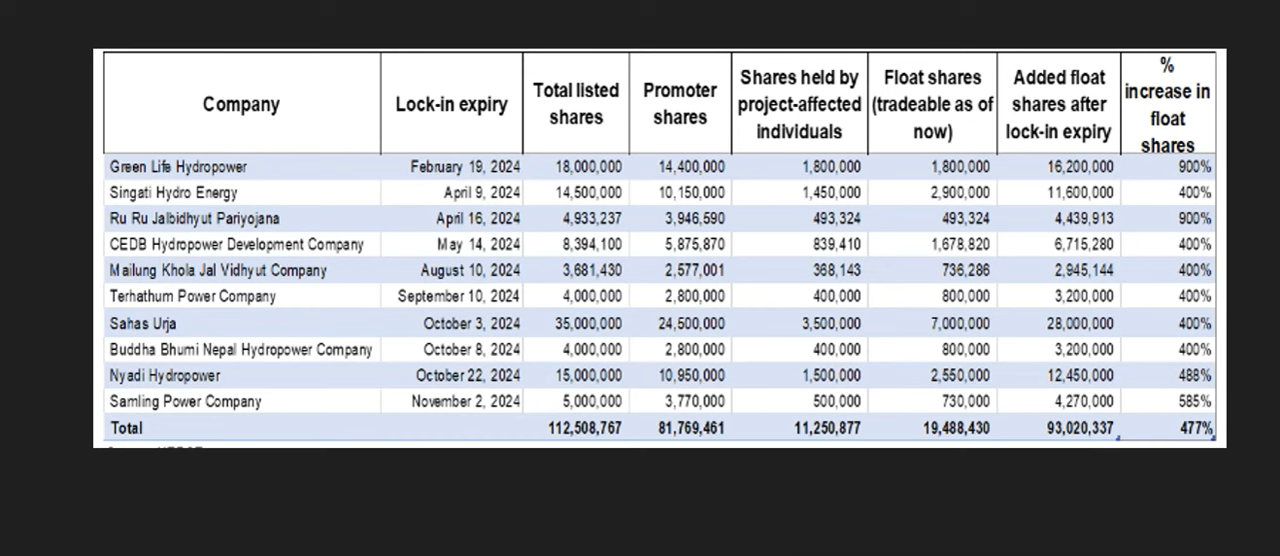 Company | Lock-in expiry | Total listed shares | Promoter shares | Shares held by project-affected individuals | Float shares (tradeable as of now) | Added float shares after lock-in expiry | % increase in float shares
Green Life Hydropower | February 19, 2024 | 18,000,000 | 14,400,000 | 1,800,000 | 1,800,000 | 16,200,000 | 900%
Singati Hydro Energy | April 9, 2024 | 14,500,000 | 10,150,000 | 1,450,000 | 2,900,000 | 11,600,000 | 400%
Ru Ru Jalbidhyut Pariyojana | April 16, 2024 | 4,933,237 | 3,946,590 | 493,324 | 493,324 | 4,439,913 | 900%
CEDB Hydropower Development Company | May 14, 2024 | 8,394,100 | 5,875,870 | 839,410 | 1,678,820 | 6,715,280 | 400%
Mailung Khola Jal Vidhyut Company | August 10, 2024 | 3,681,430 | 2,577,001 | 368,143 | 736,286 | 2,945,144 | 400%
Terhathum Power Company | September 10, 2024 | 4,000,000 | 2,800,000 | 400,000 | 800,000 | 3,200,000 | 400%
Sahas Urja | October 3, 2024 | 35,000,000 | 24,500,000 | 3,500,000 | 7,000,000 | 28,000,000 | 400%
Buddha Bhumi Nepal Hydropower Company | October 8, 2024 | 4,000,000 | 2,800,000 | 400,000 | 800,000 | 3,200,000 | 400%
Nyadi Hydropower | October 22, 2024 | 15,000,000 | 10,950,000 | 1,500,000 | 2,550,000 | 12,450,000 | 488%
Samling Power Company | November 2, 2024 | 5,000,000 | 3,770,000 | 500,000 | 730,000 | 4,270,000 | 585%
Total | 112,508,767 | 81,769,461 | 11,250,877 | 19,488,430 | 93,020,337 | 477%